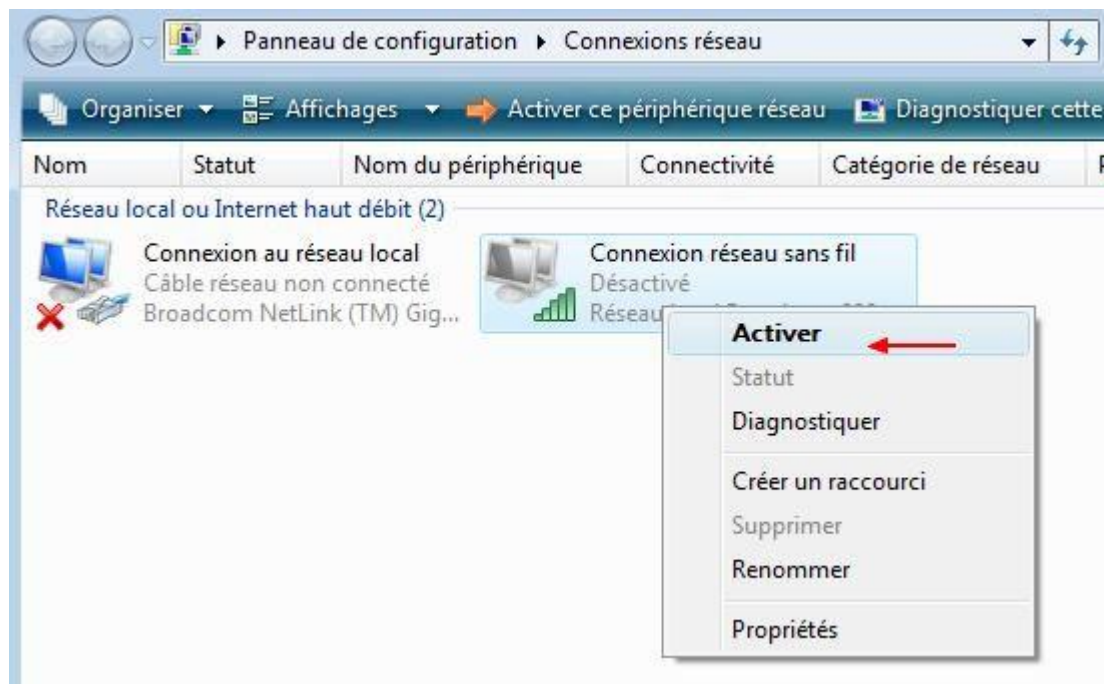 Panneau de configuration Connexions réseau
Organiser Affichages Activer ce périphérique réseau Diagnostiquer cette
Nom Statut Nom du périphérique Connectivité Catégorie de réseau
Réseau local ou Internet haut débit (2)
Connexion au réseau local
Câble réseau non connecté
Broadcom NetLink (TM) Gig...
Connexion réseau sans fil
Désactivé
Réseau
Activer
Statut
Diagnostiquer
Créer un raccourci
Supprimer
Renommer
Propriétés